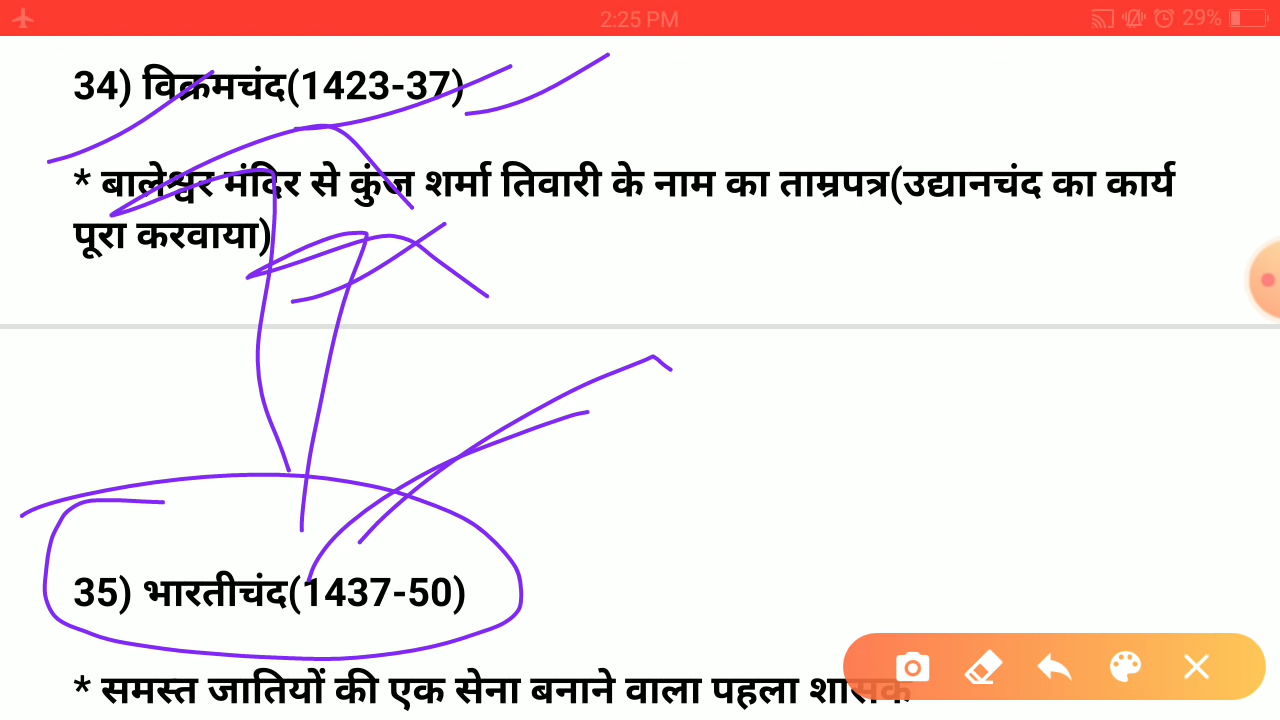 2:25 PM
29%
34) विक्रमचंद(1423-37)
* बालेश्वर मंदिर से कुंज शर्मा तिवारी के नाम का ताम्रपत्र(उद्यानचंद का कार्य
पूरा करवाया)
35) भारतीचंद(1437-50)
* समस्त जातियों की एक सेना बनाने वाला पहला शासक